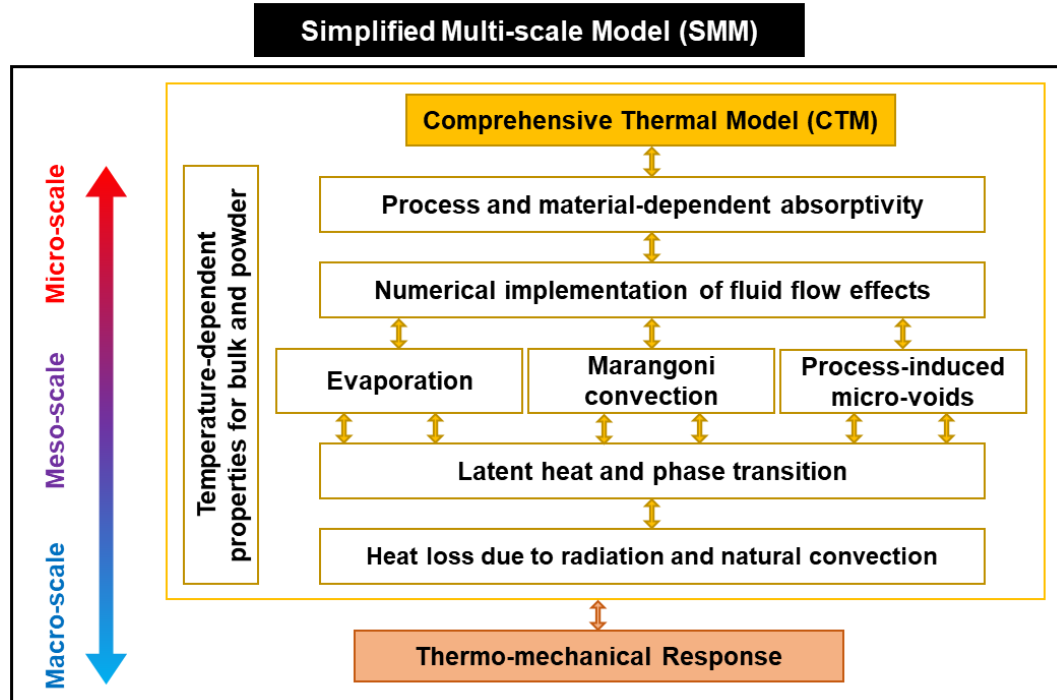 Simplified Multi-scale Model (SMM)
Micro-scale
Meso-scale
Macro-scale
Temperature-dependent
properties for bulk and powder
Comprehensive Thermal Model (CTM)
Process and material-dependent absorptivity
Numerical implementation of fluid flow effects
Evaporation
Marangoni
convection
Process-induced
micro-voids
Latent heat and phase transition
Heat loss due to radiation and natural convection
Thermo-mechanical Response